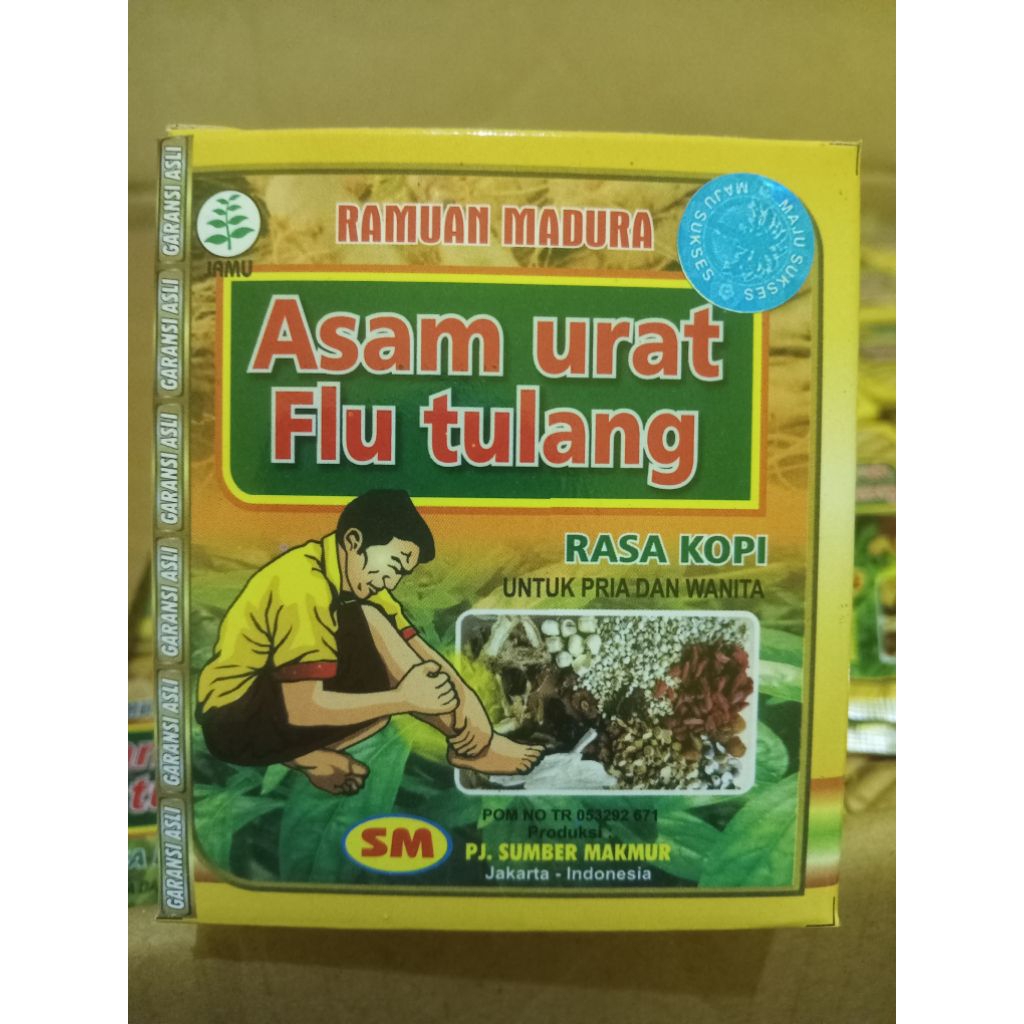 RAMUAN MADURA
MAJU SUKSES
MAJU SUKSES
JAMU
Asam urat
Flu tulang
RASA KOPI
UNTUK PRIA DAN WANITA
POM NO TR 053292 671
Produksi :
SM
PJ. SUMBER MAKMUR
Jakarta - Indonesia
GARANSI ASLI
GARANSI ASLI
GARANSI ASLI
GARANSI ASLI
GARANSI ASLI
GARANSI ASLI